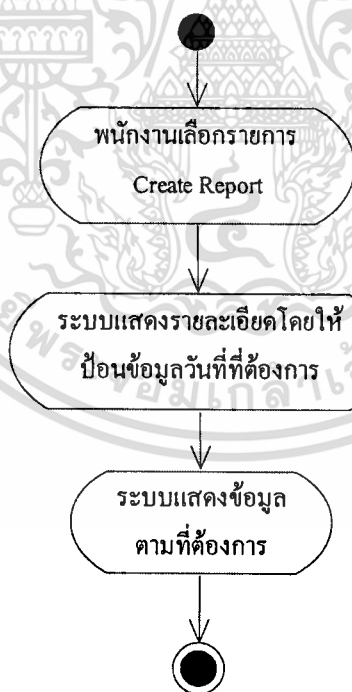 พนักงานเลือกรายการ
Create Report
ระบบแสดงรายละเอียดโดยให้
ป้อนข้อมูลวันที่ที่ต้องการ
ระบบแสดงข้อมูล
ตามที่ต้องการ